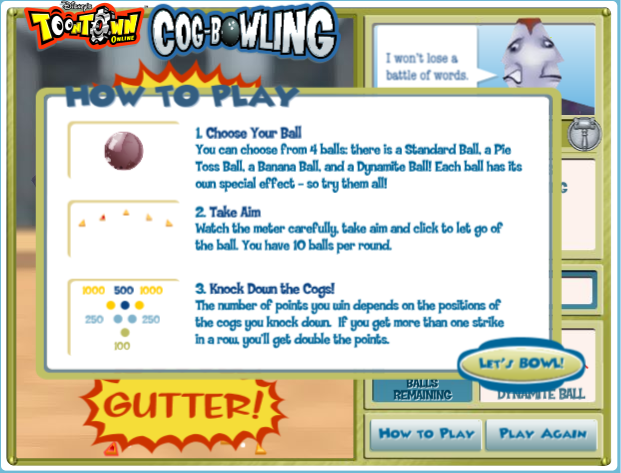 Disney's
TOONTOWN
ONLINE
COG-BOWLING
I won't lose a
battle of words.
HOW TO PLAY
1. Choose Your Ball
You can choose from 4 balls: there is a Standard Ball, a Pie
Toss Ball, a Banana Ball, and a Dynamite Ball! Each ball has its
own special effect - so try them all!
2. Take Aim
Watch the meter carefully, take aim and click to let go of
the ball. You have 10 balls per round.
1000 500 1000
250 250
100
3. Knock Down the Cogs!
The number of points you win depends on the positions of
the cogs you knock down. If you get more than one strike
in a row, you'll get double the points.
LET'S BOWL!
GUTTER!
BALLS
REMAINING
DYNAMITE BALL
HOW TO PLAY
PLAY AGAIN